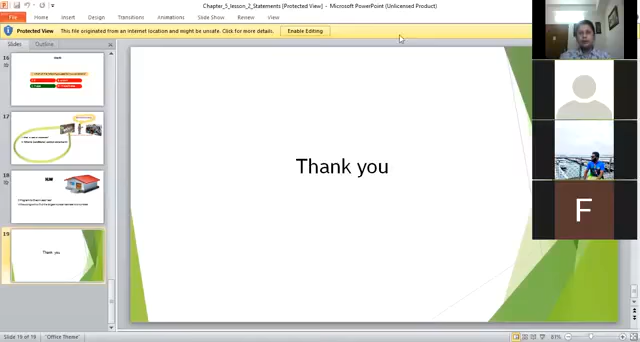 Chapter_5_lesson_2_Statements [Protected View] - Microsoft PowerPoint (Unlicensed Product)
File Home Insert Design Transitions Animations Slide Show Review View
Protected View This file originated from an Internet location and might be unsafe. Click for more details. Enable Editing
Slides Outline
16
17
18
19
Thank you
Thank you
F
Slide 19 of 19 "Office Theme" 81%